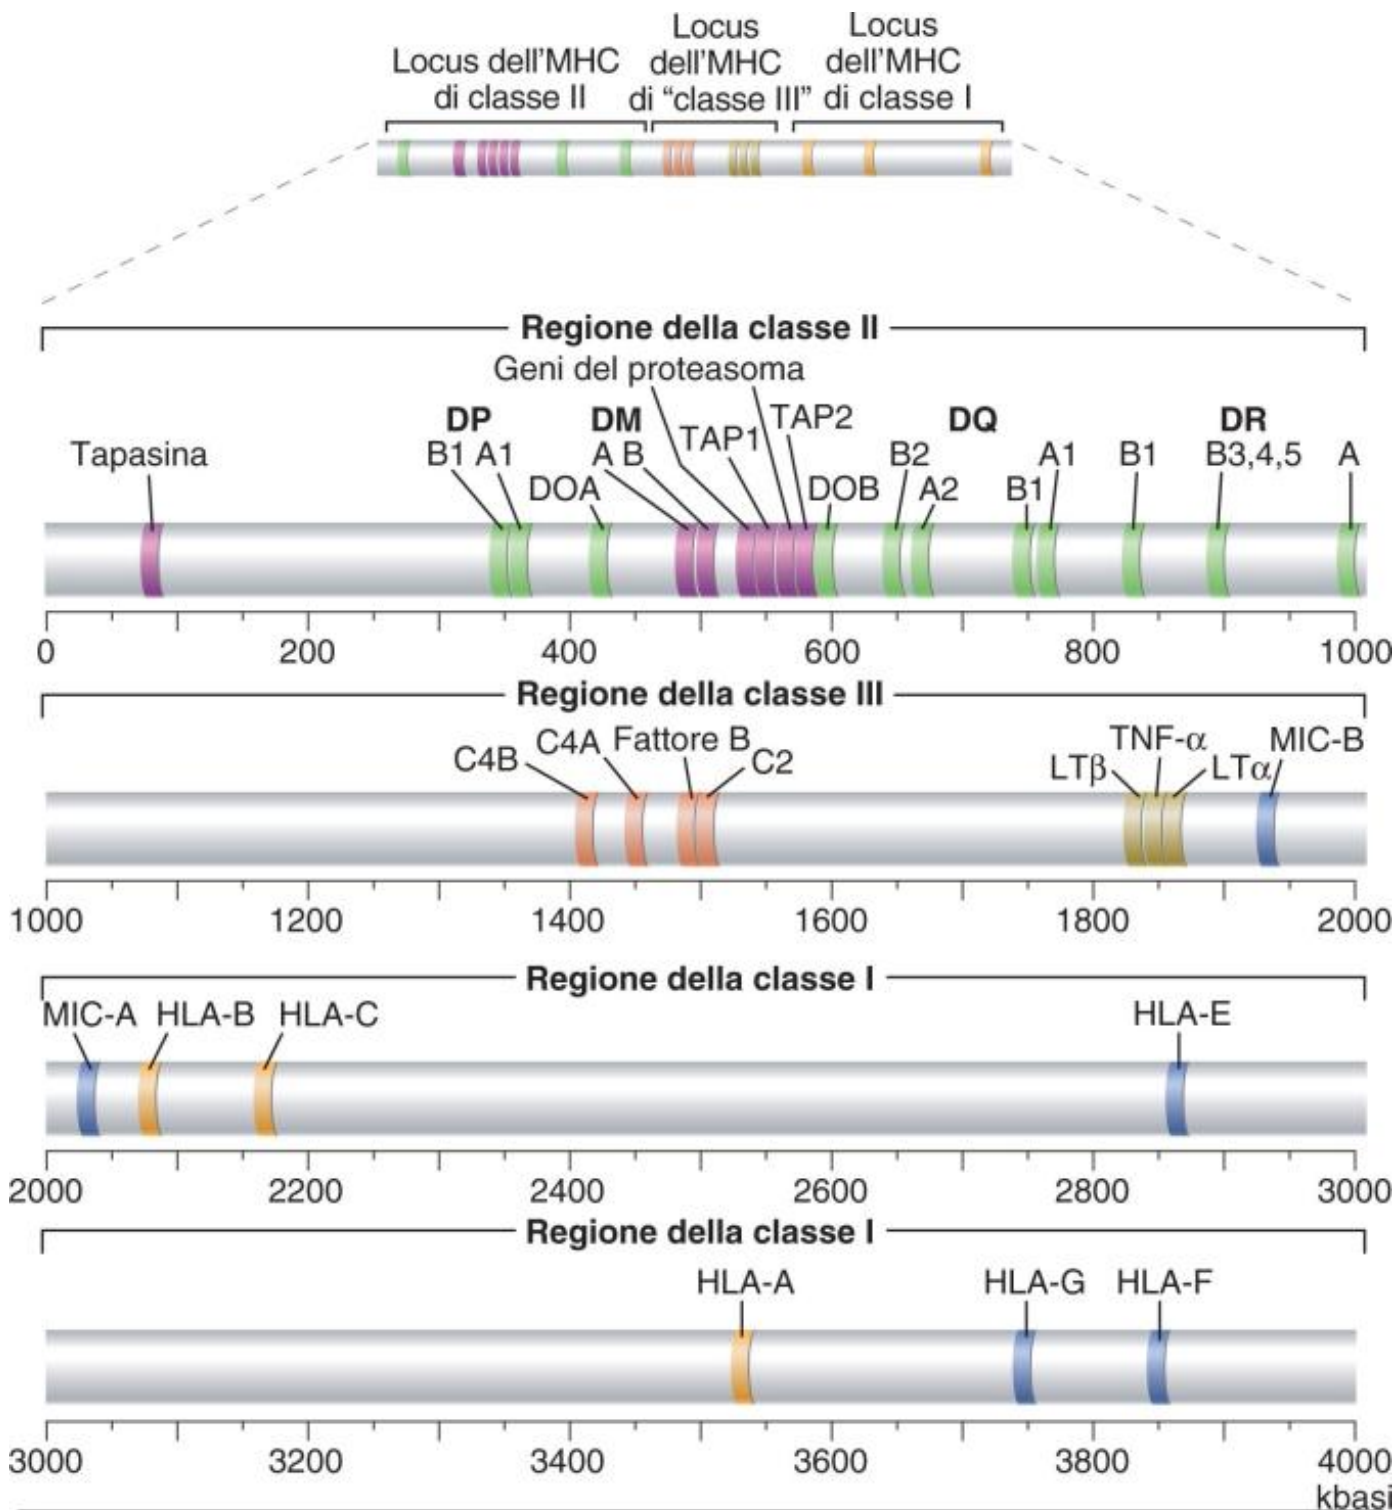 Locus dell'MHC
di classe II
Locus
dell'MHC
di “classe III”
Locus
dell'MHC
di classe I
Regione della classe II
Geni del proteasoma
DP DM TAP2 DQ DR
Tapasina B1 A1 A B TAP1 B2 A1 B1 B3,4,5 A
DOA DOB A2 B1
0 200 400 600 800 1000
Regione della classe III
C4B C4A Fattore B C2 LTβ TNF-α LTα MIC-B
1000 1200 1400 1600 1800 2000
Regione della classe I
MIC-A HLA-B HLA-C HLA-E
2000 2200 2400 2600 2800 3000
Regione della classe I
HLA-A HLA-G HLA-F
3000 3200 3400 3600 3800 4000
kbasi